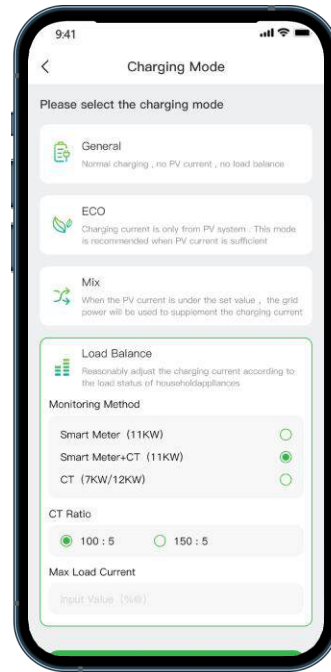 9:41
Charging Mode
Please select the charging mode
General
Normal charging , no PV current , no load balance
ECO
Charging current is only from PV system . This mode
is recommended when PV current is sufficient
Mix
When the PV current is under the set value , the grid
power will be used to supplement the charging current
Load Balance
Reasonably adjust the charging current according to
the load status of householdappliances
Monitoring Method
Smart Meter (11KW)
Smart Meter+CT (11KW)
CT (7KW/12KW)
CT Ratio
100 : 5 150 : 5
Max Load Current
Input Value